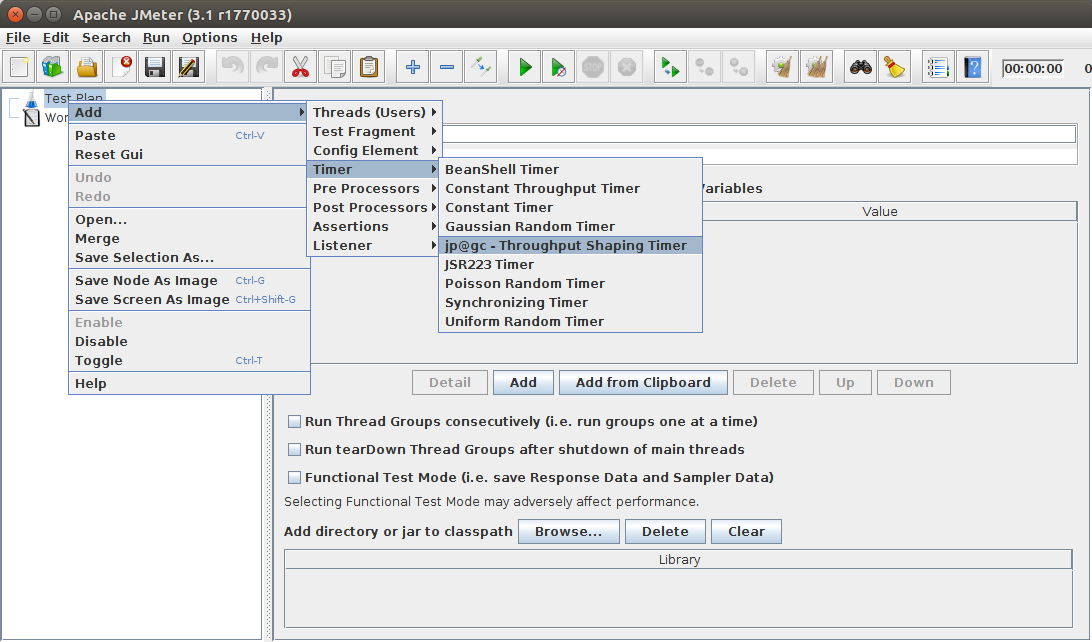 Apache JMeter (3.1 r1770033)
File Edit Search Run Options Help
STOP
00:00:00
0
Test Plan
Wor
Add
Paste Ctrl-V
Reset Gui
Undo
Redo
Open...
Merge
Save Selection As...
Save Node As Image Ctrl-G
Save Screen As Image Ctrl+Shift-G
Enable
Disable
Toggle Ctrl-T
Help
Threads (Users)
Test Fragment
Config Element
Timer
Pre Processors
Post Processors
Assertions
Listener
BeanShell Timer
Constant Throughput Timer
Constant Timer
Gaussian Random Timer
jp@gc - Throughput Shaping Timer
JSR223 Timer
Poisson Random Timer
Synchronizing Timer
Uniform Random Timer
Variables
Value
Detail Add Add from Clipboard Delete Up Down
Run Thread Groups consecutively (i.e. run groups one at a time)
Run tearDown Thread Groups after shutdown of main threads
Functional Test Mode (i.e. save Response Data and Sampler Data)
Selecting Functional Test Mode may adversely affect performance.
Add directory or jar to classpath Browse... Delete Clear
Library